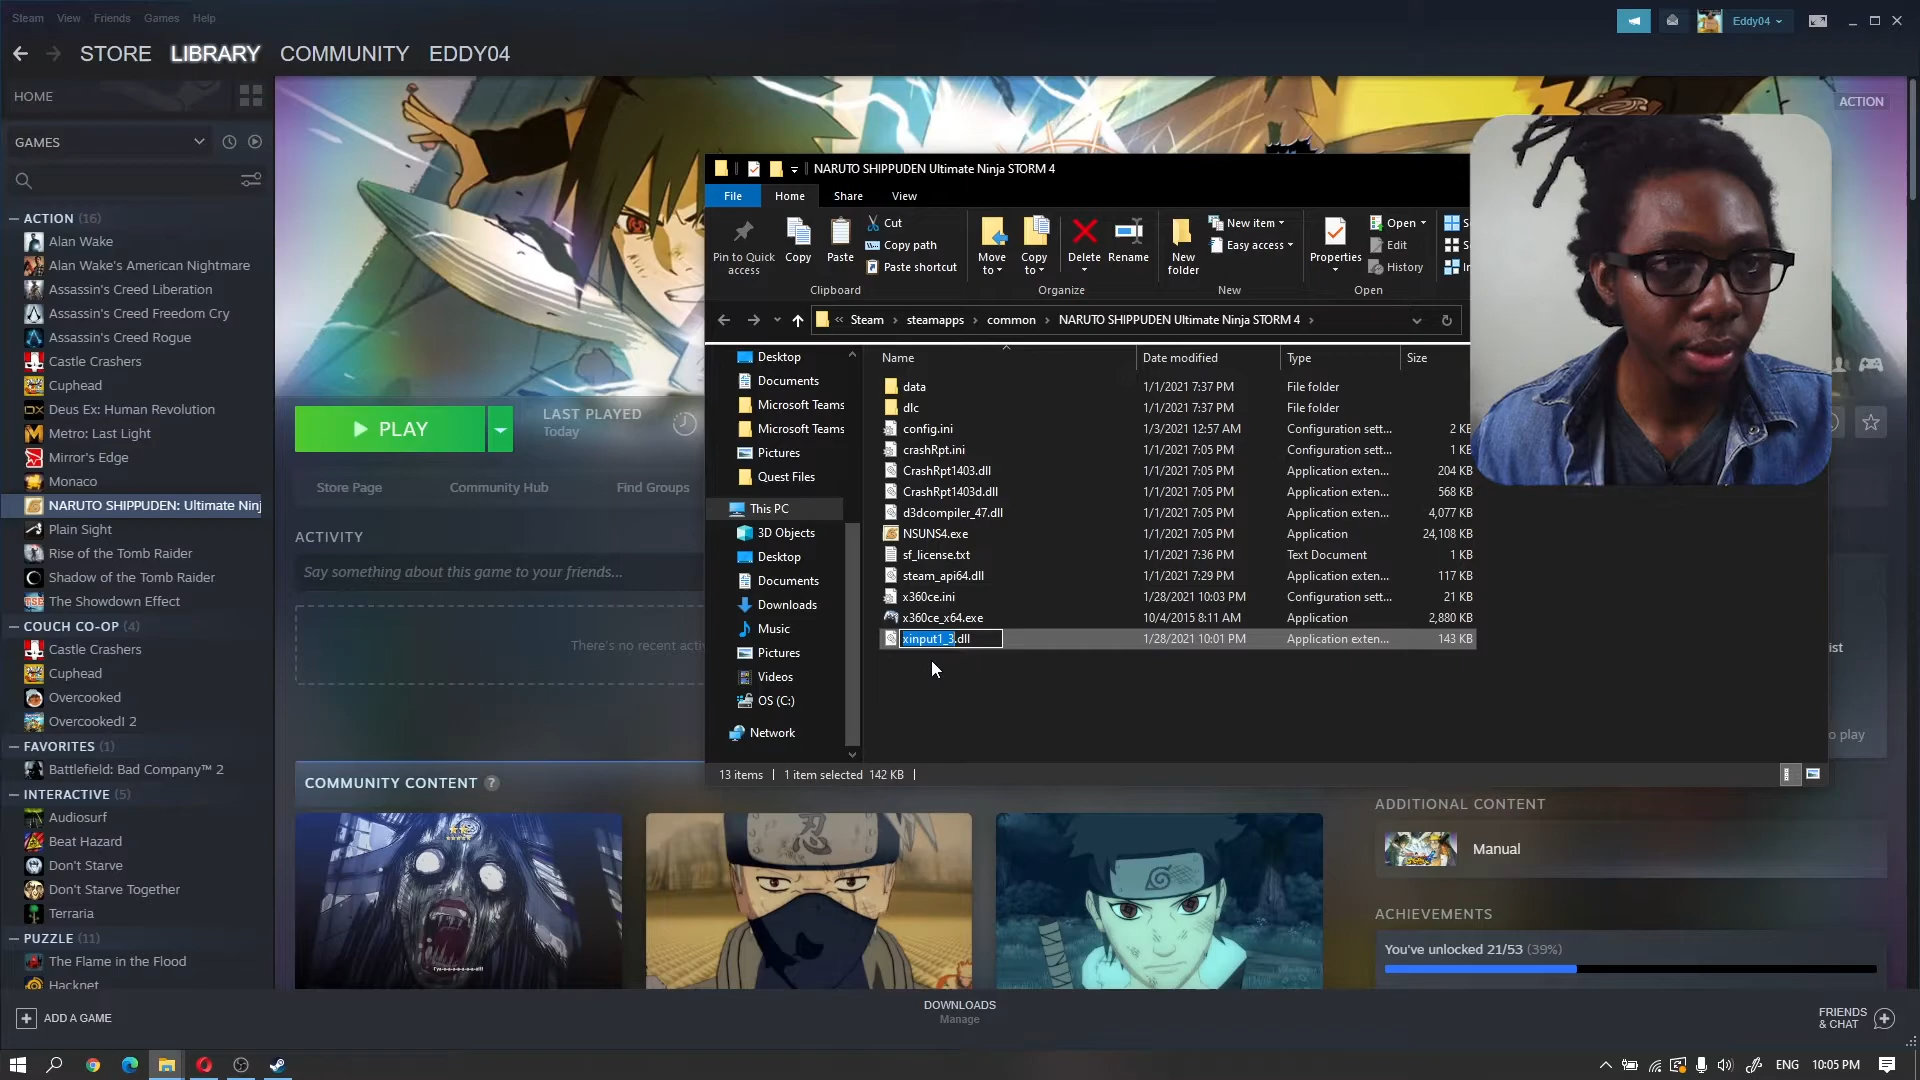 Steam View Friends Games Help
Eddy04
STORE LIBRARY COMMUNITY EDDY04
HOME
GAMES
ACTION (16)
Alan Wake
Alan Wake's American Nightmare
Assassin's Creed Liberation
Assassin's Creed Freedom Cry
Assassin's Creed Rogue
Castle Crashers
Cuphead
Deus Ex: Human Revolution
Metro: Last Light
Mirror's Edge
Monaco
NARUTO SHIPPUDEN: Ultimate Ninj
Plain Sight
Rise of the Tomb Raider
Shadow of the Tomb Raider
The Showdown Effect
COUCH CO-OP (4)
Castle Crashers
Cuphead
Overcooked
Overcooked! 2
FAVORITES (1)
Battlefield: Bad Company™ 2
INTERACTIVE (5)
Audiosurf
Beat Hazard
Don't Starve
Don't Starve Together
Terraria
PUZZLE (11)
The Flame in the Flood
Hacknet
ADD A GAME
ACTION
PLAY
LAST PLAYED
Today
Store Page Community Hub Find Groups
ACTIVITY
Say something about this game to your friends...
There's no recent activ
COMMUNITY CONTENT ?
NARUTO SHIPPUDEN Ultimate Ninja STORM 4
File Home Share View
Pin to Quick access
Copy
Paste
Cut
Copy path
Paste shortcut
Move to
Copy to
Delete
Rename
New folder
New item
Easy access
Properties
Open
Edit
History
Clipboard Organize New Open
« Steam › steamapps › common › NARUTO SHIPPUDEN Ultimate Ninja STORM 4 ›
Desktop
Documents
Microsoft Teams
Microsoft Teams
Pictures
Quest Files
This PC
3D Objects
Desktop
Documents
Downloads
Music
Pictures
Videos
OS (C:)
Network
Name Date modified Type Size
data 1/1/2021 7:37 PM File folder
dlc 1/1/2021 7:37 PM File folder
config.ini 1/3/2021 12:57 AM Configuration sett... 2 KB
crashRpt.ini 1/1/2021 7:05 PM Configuration sett... 1 KB
CrashRpt1403.dll 1/1/2021 7:05 PM Application exten... 204 KB
CrashRpt1403d.dll 1/1/2021 7:05 PM Application exten... 568 KB
d3dcompiler_47.dll 1/1/2021 7:05 PM Application exten... 4,077 KB
NSUNS4.exe 1/1/2021 7:05 PM Application 24,108 KB
sf_license.txt 1/1/2021 7:36 PM Text Document 1 KB
steam_api64.dll 1/1/2021 7:29 PM Application exten... 117 KB
x360ce.ini 1/28/2021 10:03 PM Configuration sett... 21 KB
x360ce_x64.exe 10/4/2015 8:11 AM Application 2,880 KB
xinput1_3.dll 1/28/2021 10:01 PM Application exten... 143 KB
13 items 1 item selected 142 KB
ist
o play
ADDITIONAL CONTENT
Manual
ACHIEVEMENTS
You've unlocked 21/53 (39%)
DOWNLOADS
Manage
FRIENDS
& CHAT
ENG 10:05 PM